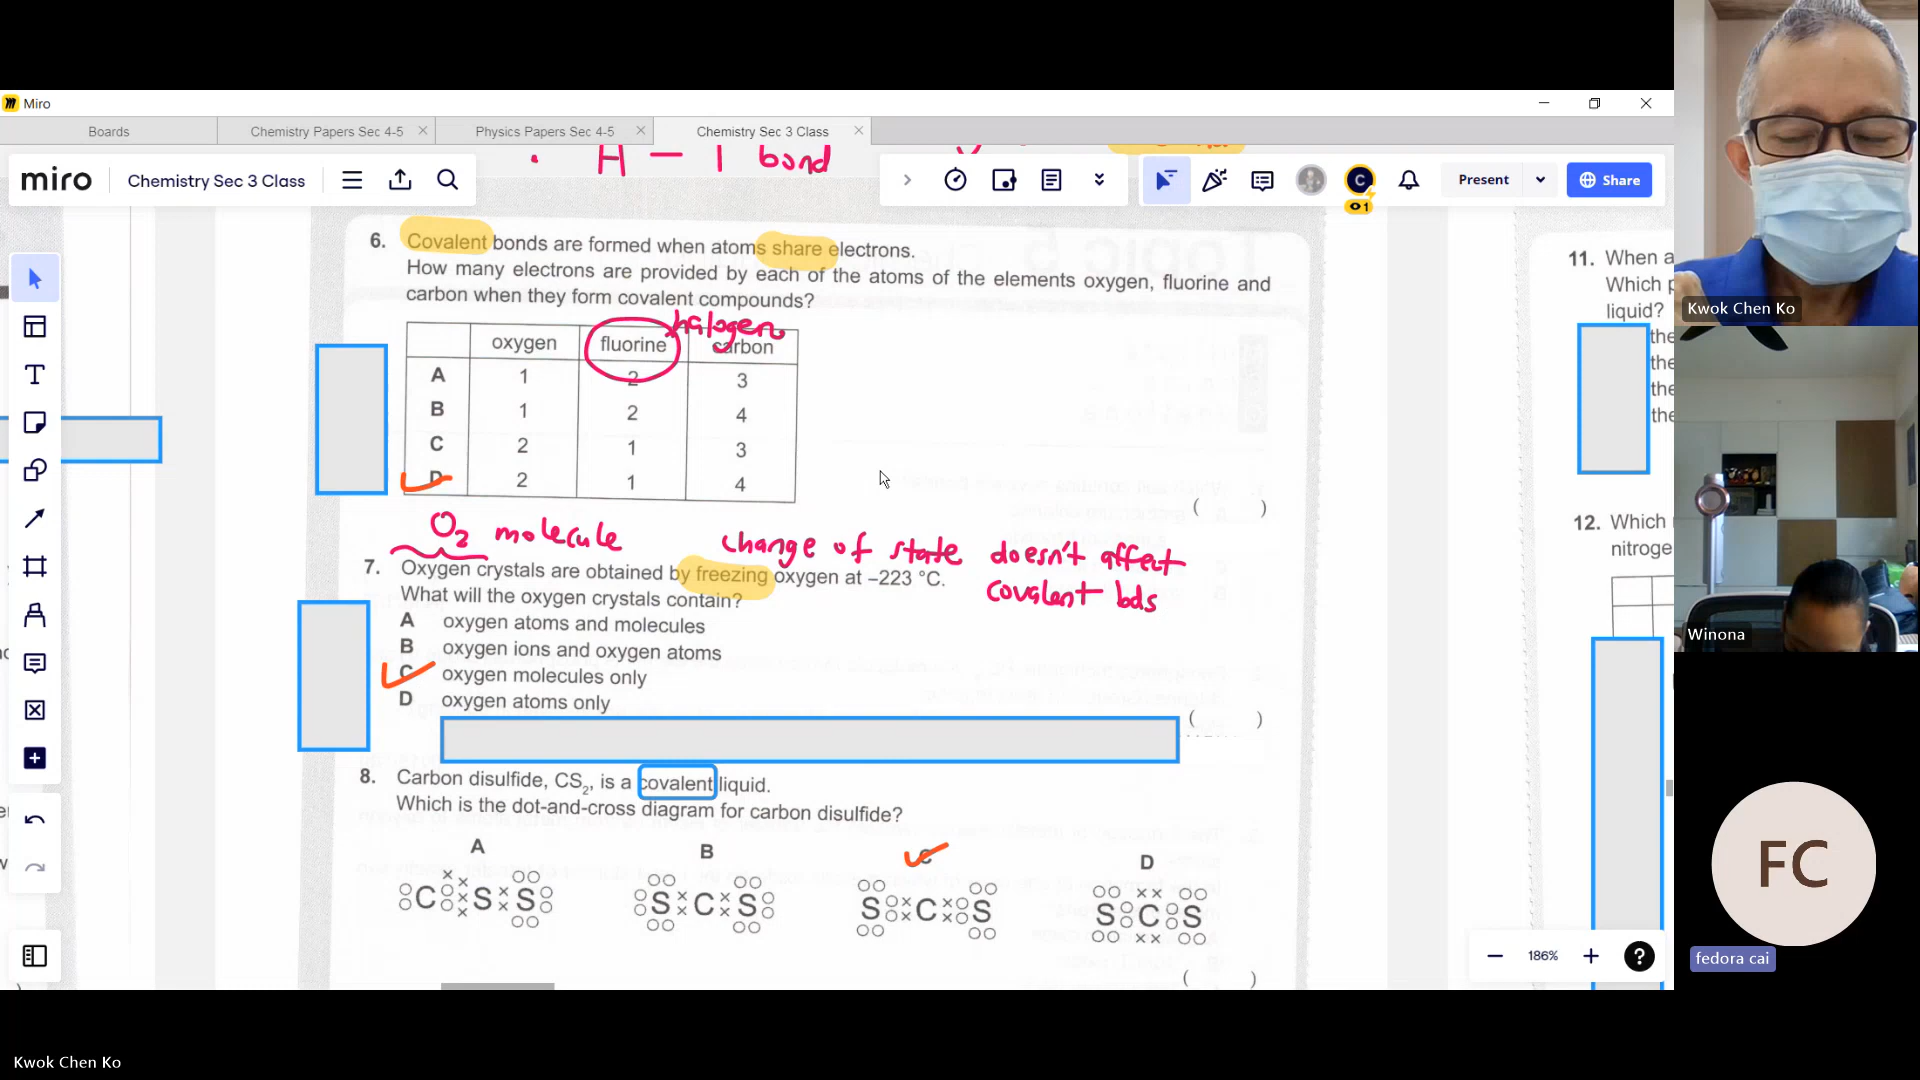 Miro
Boards
Chemistry Papers Sec 4-5
Physics Papers Sec 4-5
Chemistry Sec 3 Class
H – I bond
miro
Chemistry Sec 3 Class
C
1
Present
Share
6. Covalent bonds are formed when atoms share electrons.
How many electrons are provided by each of the atoms of the elements oxygen, fluorine and
carbon when they form covalent compounds?
halogen
oxygen fluorine carbon
A 1 2 3
B 1 2 4
C 2 1 3
D 2 1 4
( )
O₂ molecule
change of state doesn't affect
covalent bds
7. Oxygen crystals are obtained by freezing oxygen at –223 °C.
What will the oxygen crystals contain?
A oxygen atoms and molecules
B oxygen ions and oxygen atoms
C oxygen molecules only
D oxygen atoms only
( )
8. Carbon disulfide, CS₂, is a covalent liquid.
Which is the dot-and-cross diagram for carbon disulfide?
A B C D
C S S
S C S
S C S
S C S
( )
11. When a
Which p
liquid?
the
the
the
the
12. Which
nitroge
186%
?
Kwok Chen Ko
Winona
FC
fedora cai
Kwok Chen Ko